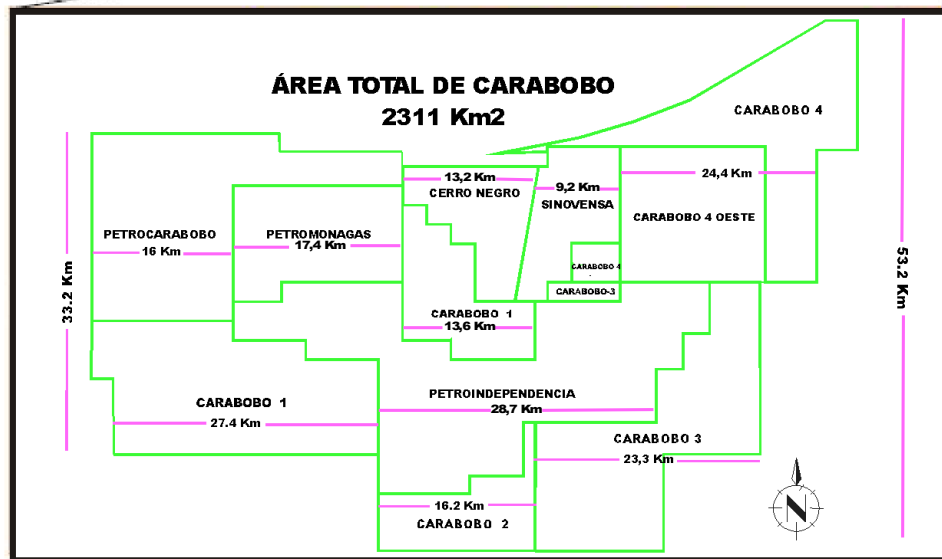 ÁREA TOTAL DE CARABOBO
2311 Km2
CARABOBO 4
13,2 Km
CERRO NEGRO
9,2 Km
SINOVENSA
24,4 Km
CARABOBO 4 OESTE
PETROCARABOBO
16 Km
PETROMONAGAS
17,4 Km
CARABOBO 4
CARABOBO-3
33.2 Km
53.2 Km
CARABOBO 1
13,6 Km
PETROINDEPENDENCIA
28,7 Km
CARABOBO 1
27.4 Km
CARABOBO 3
23,3 Km
16.2 Km
CARABOBO 2
N